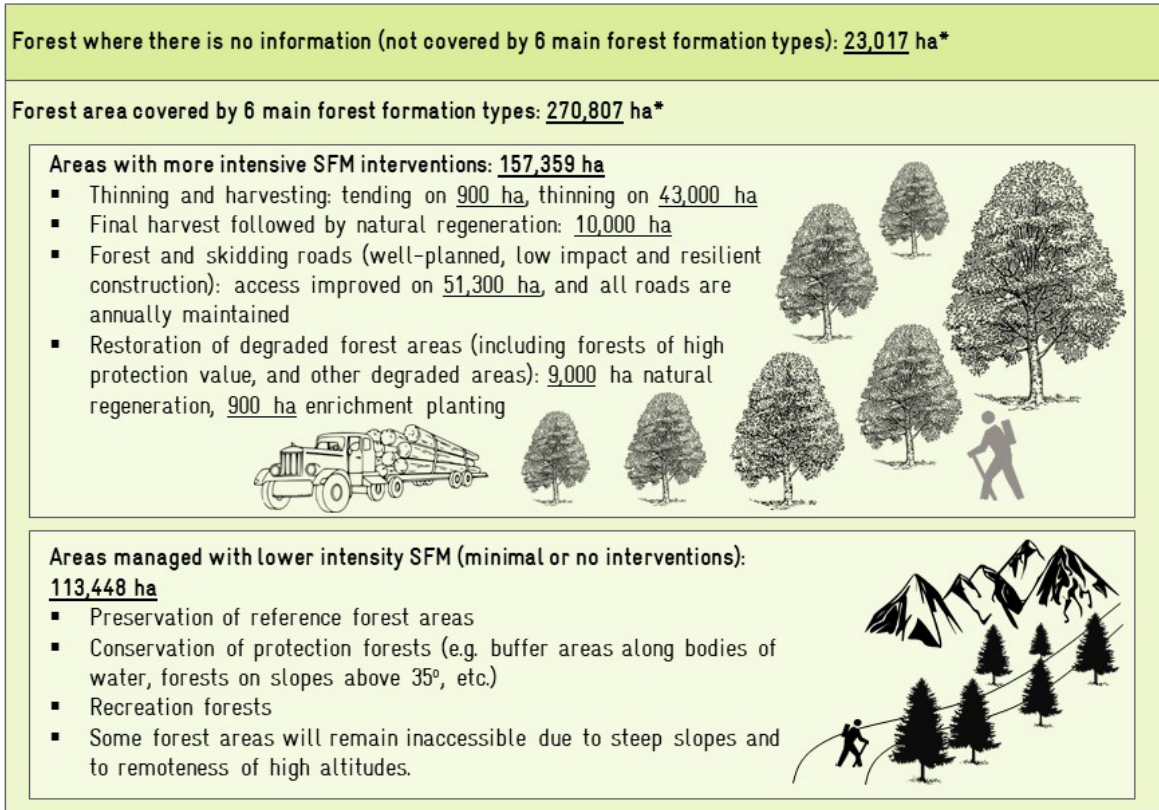 Forest where there is no information (not covered by 6 main forest formation types): 23,017 ha*
Forest area covered by 6 main forest formation types: 270,807 ha*
Areas with more intensive SFM interventions: 157,359 ha
▪ Thinning and harvesting: tending on 900 ha, thinning on 43,000 ha
▪ Final harvest followed by natural regeneration: 10,000 ha
▪ Forest and skidding roads (well-planned, low impact and resilient
construction): access improved on 51,300 ha, and all roads are
annually maintained
▪ Restoration of degraded forest areas (including forests of high
protection value, and other degraded areas): 9,000 ha natural
regeneration, 900 ha enrichment planting
Areas managed with lower intensity SFM (minimal or no interventions):
113,448 ha
▪ Preservation of reference forest areas
▪ Conservation of protection forests (e.g. buffer areas along bodies of
water, forests on slopes above 35°, etc.)
▪ Recreation forests
▪ Some forest areas will remain inaccessible due to steep slopes and
to remoteness of high altitudes.